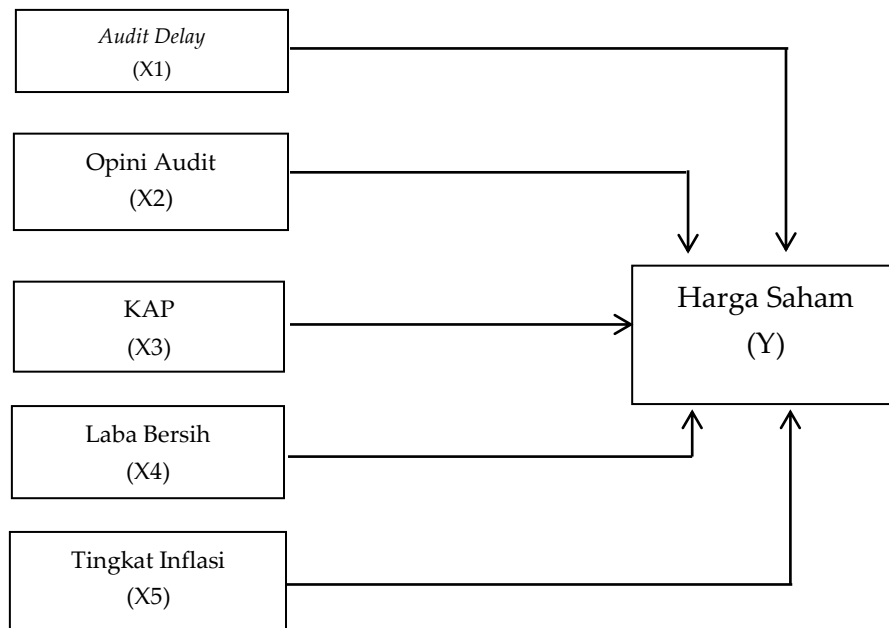 Audit Delay
(X1)
Opini Audit
(X2)
KAP
(X3)
Harga Saham
(Y)
Laba Bersih
(X4)
Tingkat Inflasi
(X5)